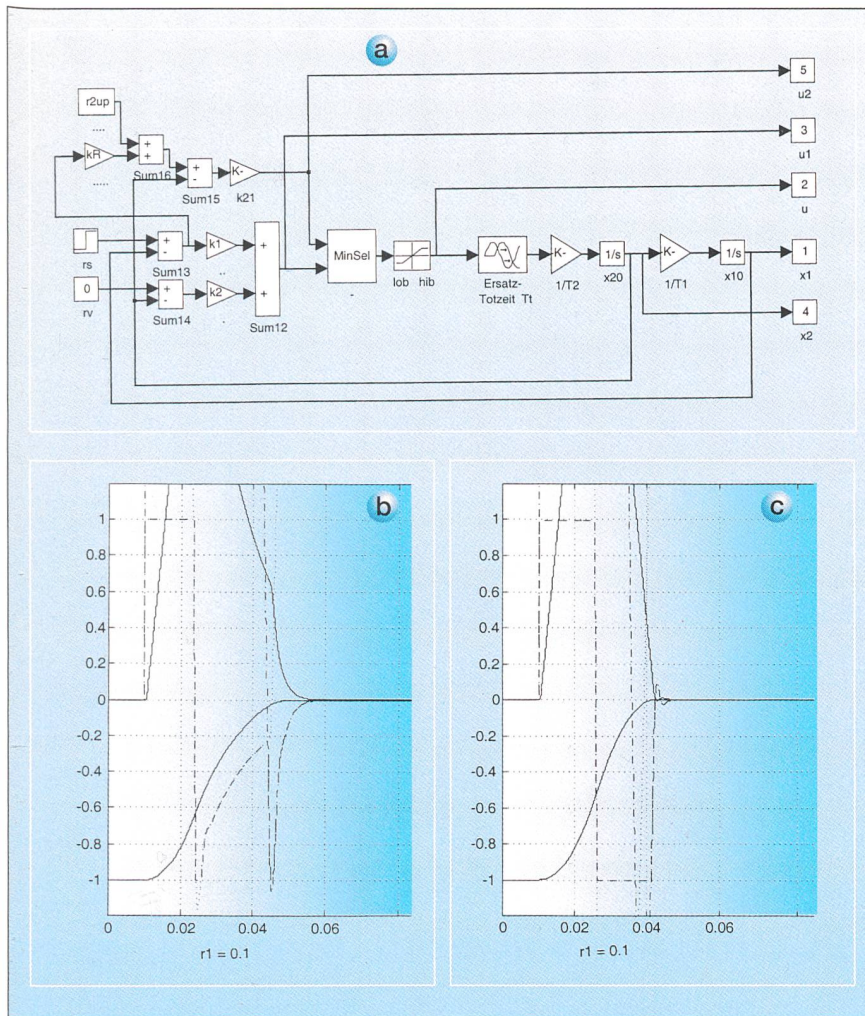 a
5
u2
r2up
....
+
+
kR
.....
Sum16
+
-
Sum15
K-
k21
3
u1
2
u
rs
+
-
Sum13
k1
..
+
MinSel
-
lob hib
Ersatz-
Totzeit Tt
K-
1/T2
1/s
x20
K-
1/T1
1/s
x10
1
x1
0
rv
+
-
Sum14
k2
.
+
Sum12
4
x2
b
1
0.8
0.6
0.4
0.2
0
-0.2
-0.4
-0.6
-0.8
-1
0
0.02
0.04
0.06
r1 = 0.1
c
1
0.8
0.6
0.4
0.2
0
-0.2
-0.4
-0.6
-0.8
-1
0
0.02
0.04
0.06
r1 = 0.1